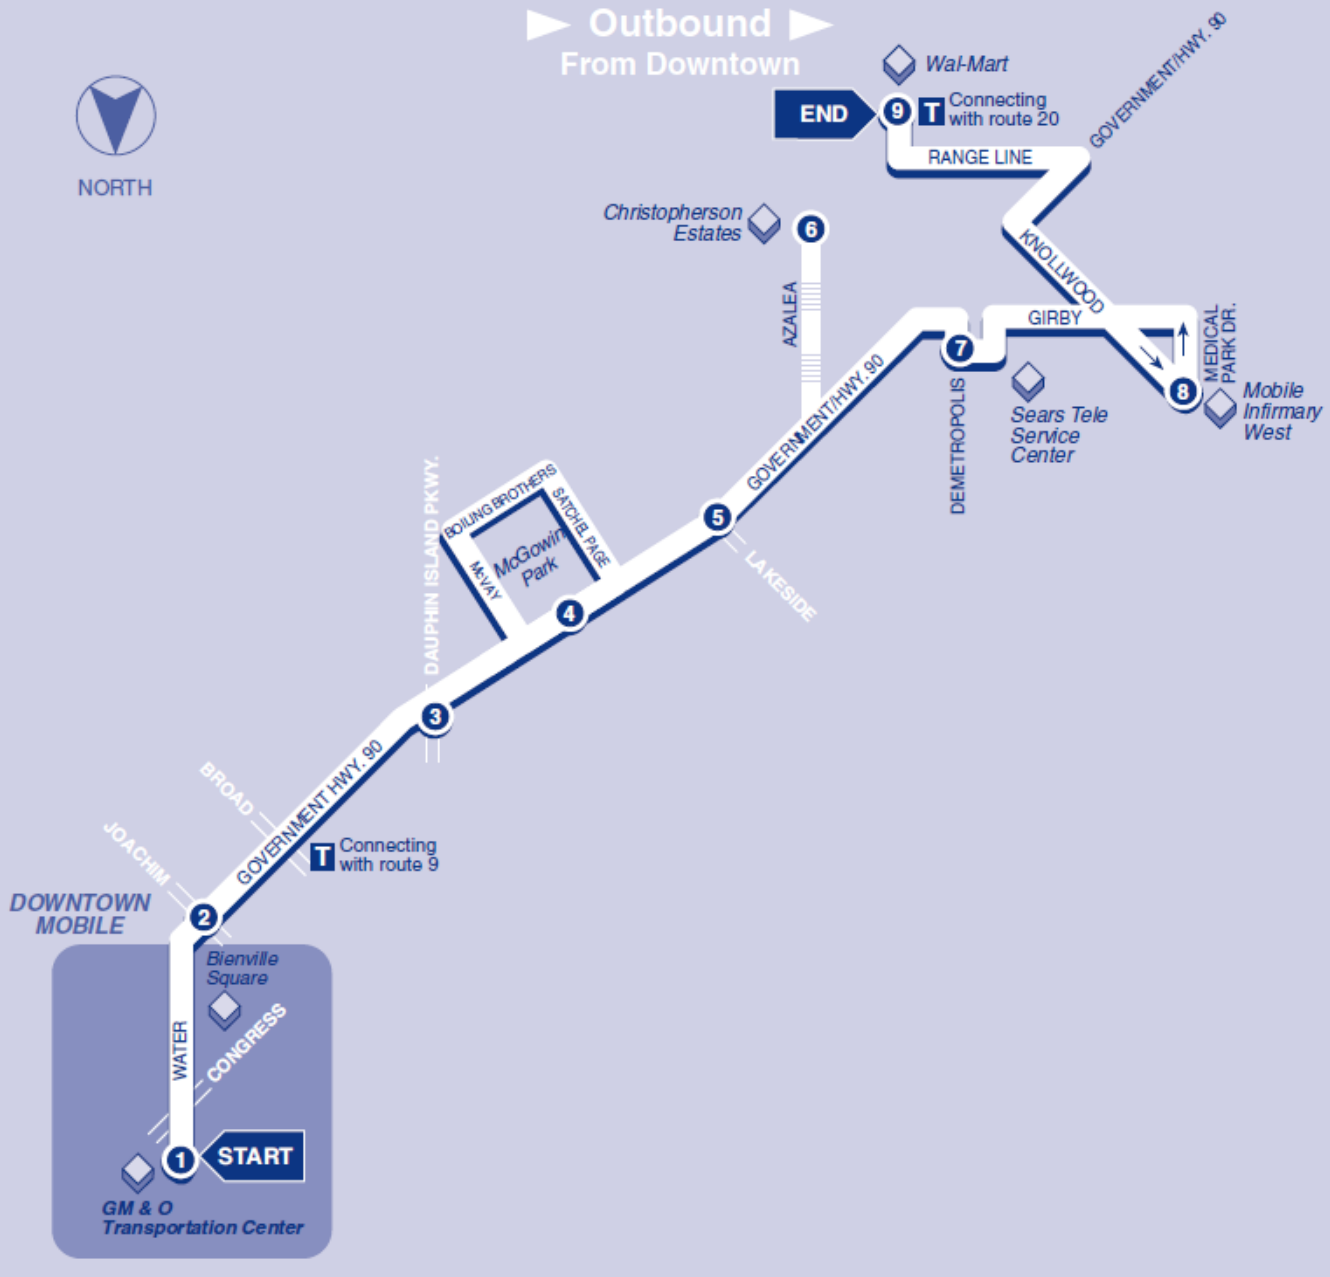 Outbound
From Downtown
NORTH
Wal-Mart
GOVERNMENT/HWY. 90
END
9
T
Connecting
with route 20
RANGE LINE
Christopherson
Estates
6
KNOLLWOOD
AZALEA
GIRBY
MEDICAL
PARK DR.
7
8
GOVERNMENT/HWY. 90
DEMETROPOLIS
Sears Tele
Service
Center
Mobile
Infirmary
West
DAUPHIN ISLAND PKWY.
BOILING BROTHERS
SATCHEL PAGE
McVAY
McGowin
Park
5
LAKESIDE
4
3
GOVERNMENT HWY. 90
BROAD
JOACHIM
T
Connecting
with route 9
DOWNTOWN
MOBILE
2
Bienville
Square
WATER
CONGRESS
1
START
GM & O
Transportation Center